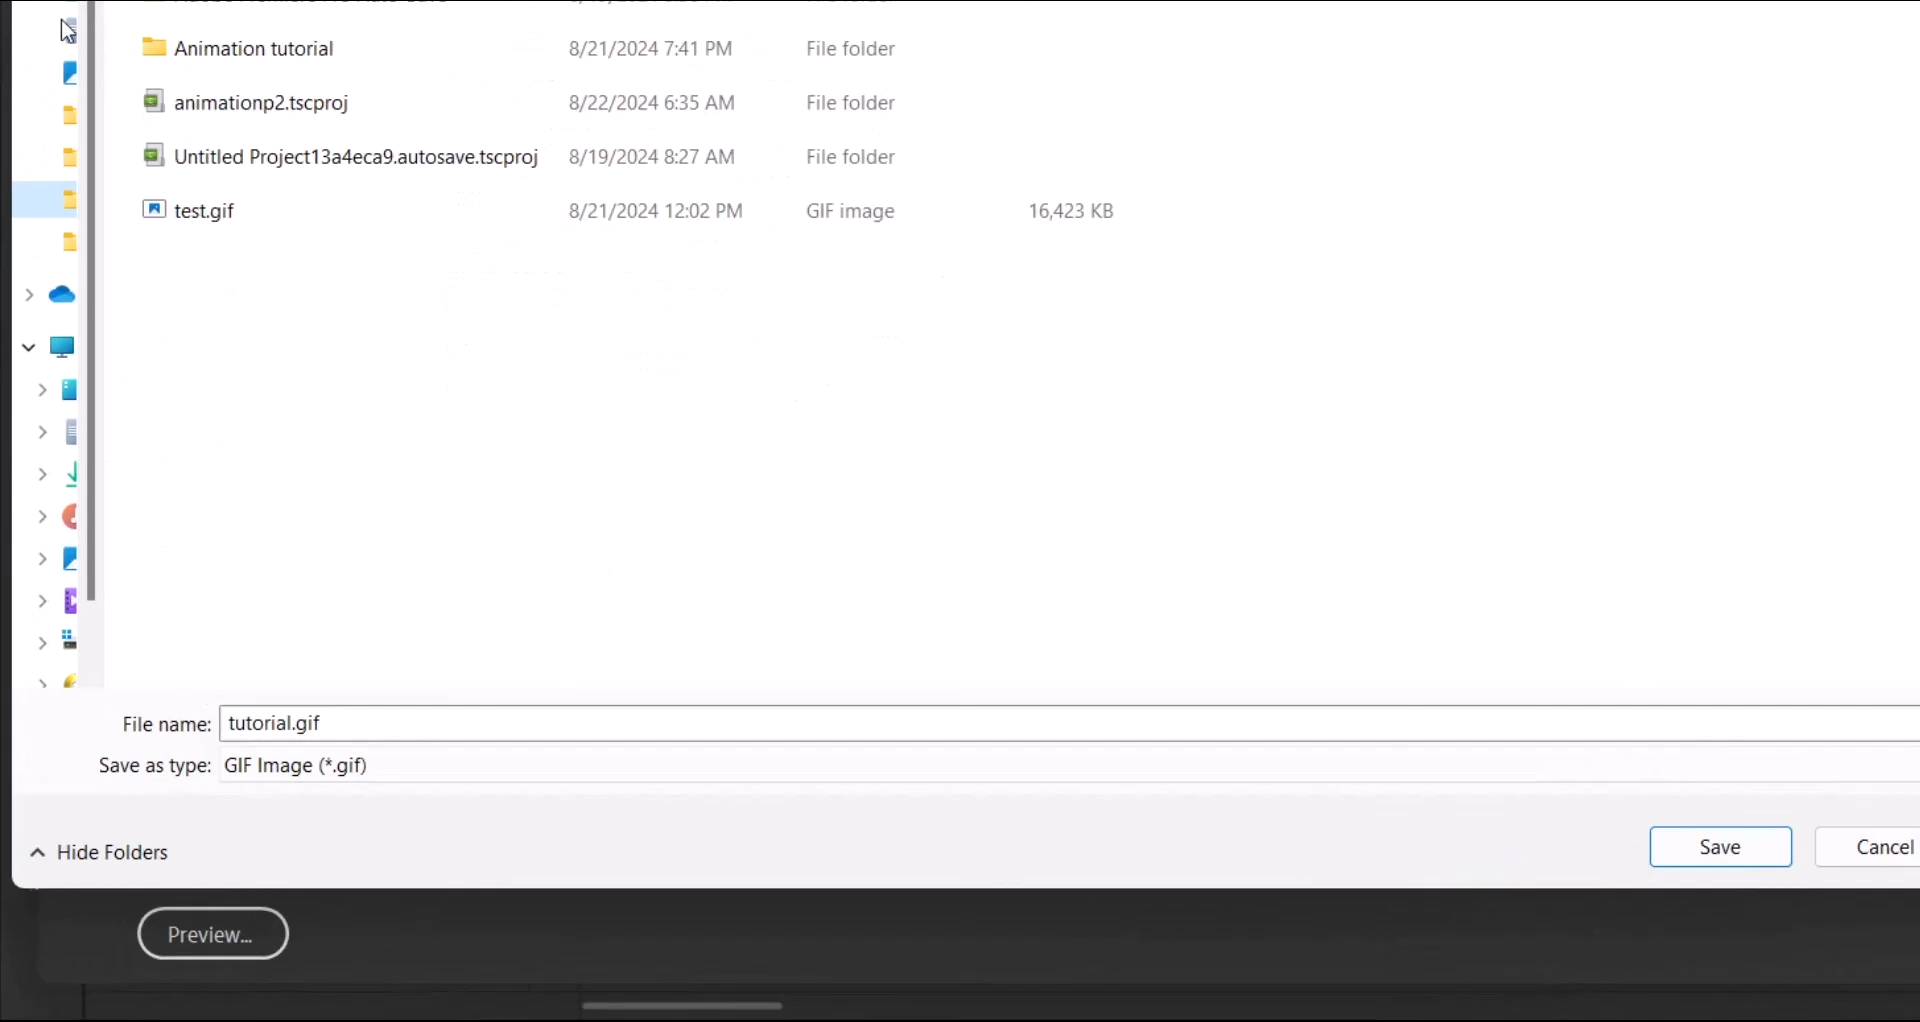 Animation tutorial 8/21/2024 7:41 PM File folder
animationp2.tscproj 8/22/2024 6:35 AM File folder
Untitled Project13a4eca9.autosave.tscproj 8/19/2024 8:27 AM File folder
test.gif 8/21/2024 12:02 PM GIF image 16,423 KB
File name: tutorial.gif
Save as type: GIF Image (*.gif)
Hide Folders Save Cancel
Preview...